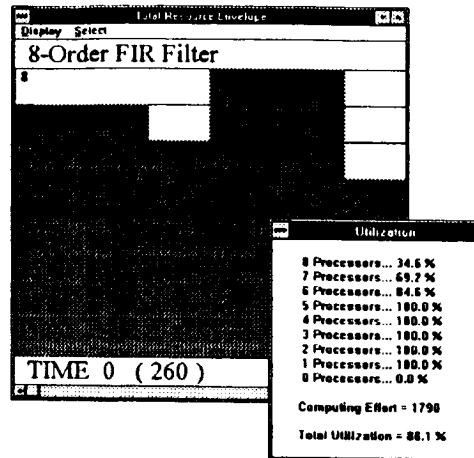 Total Resource Envelope
Display Select
8-Order FIR Filter
8
TIME 0 ( 260 )
Utilization
8 Processors... 34.6 %
7 Processors... 69.2 %
6 Processors... 84.6 %
5 Processors... 100.0 %
4 Processors... 100.0 %
3 Processors... 100.0 %
2 Processors... 100.0 %
1 Processors... 100.0 %
0 Processors... 0.0 %
Computing Effort = 1790
Total Utilization = 86.1 %